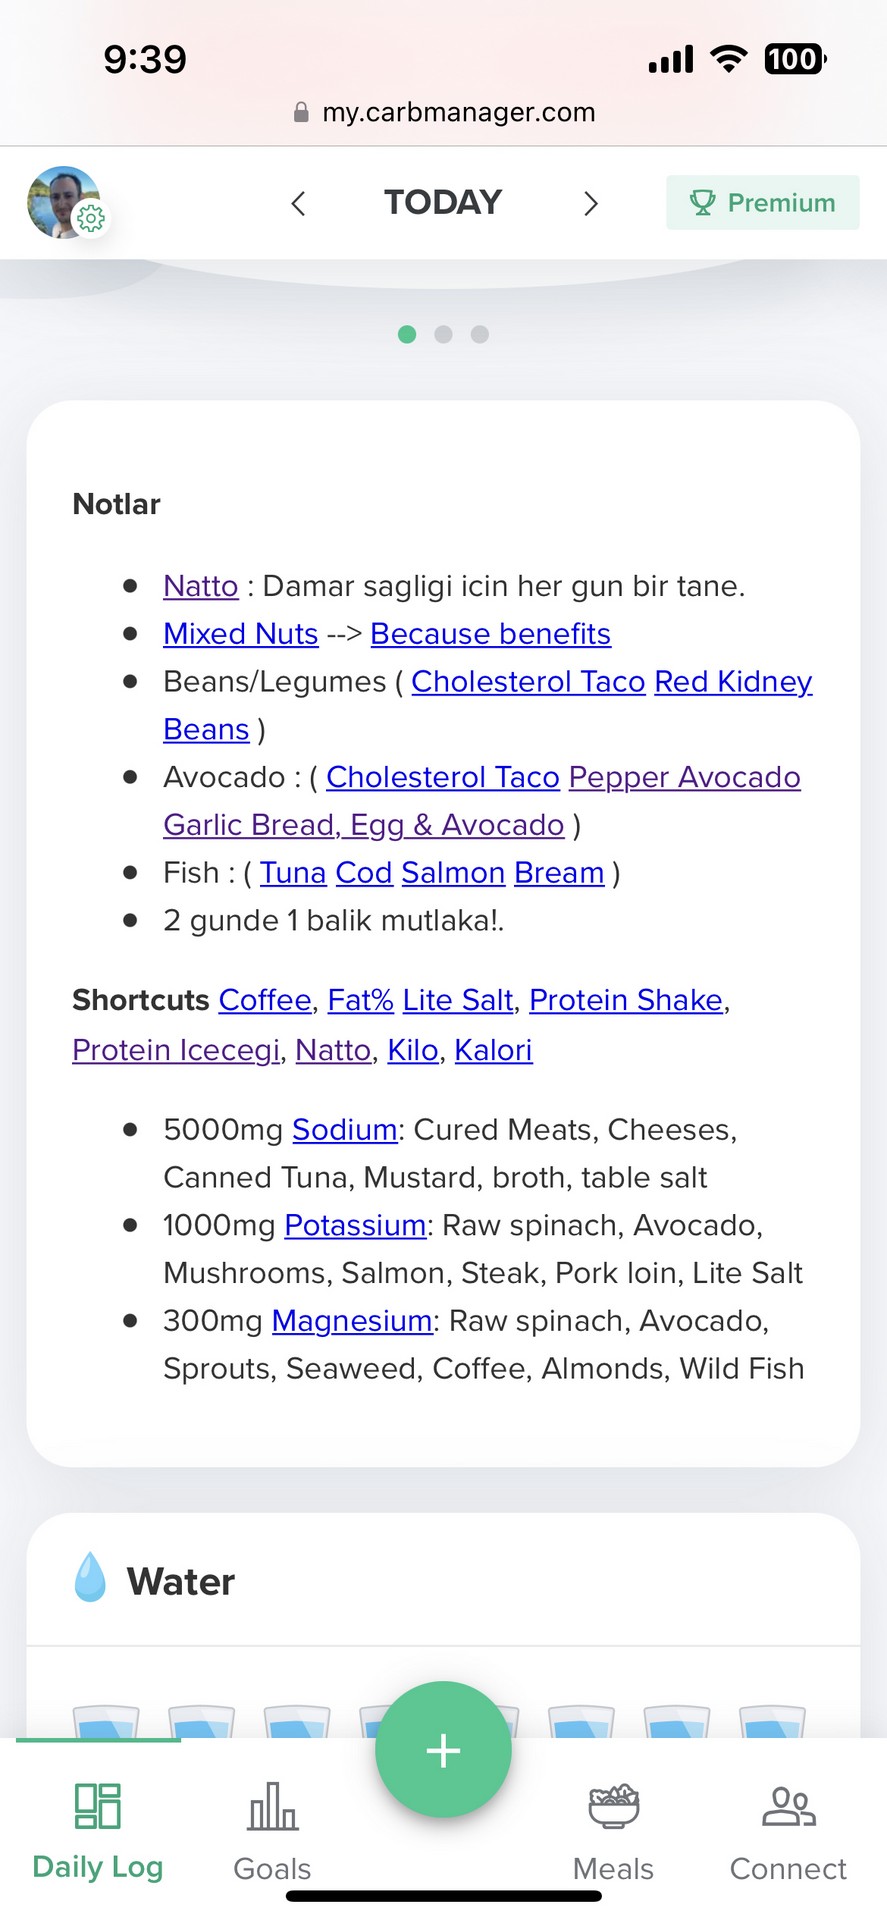 9:39
100
my.carbmanager.com
TODAY
Premium
Notlar
Natto : Damar sagligi icin her gun bir tane.
Mixed Nuts --> Because benefits
Beans/Legumes ( Cholesterol Taco Red Kidney
Beans )
Avocado : ( Cholesterol Taco Pepper Avocado
Garlic Bread, Egg & Avocado )
Fish : ( Tuna Cod Salmon Bream )
2 gunde 1 balik mutlaka!.
Shortcuts Coffee, Fat% Lite Salt, Protein Shake,
Protein Icecegi, Natto, Kilo, Kalori
5000mg Sodium: Cured Meats, Cheeses,
Canned Tuna, Mustard, broth, table salt
1000mg Potassium: Raw spinach, Avocado,
Mushrooms, Salmon, Steak, Pork loin, Lite Salt
300mg Magnesium: Raw spinach, Avocado,
Sprouts, Seaweed, Coffee, Almonds, Wild Fish
Water
Daily Log
Goals
Meals
Connect